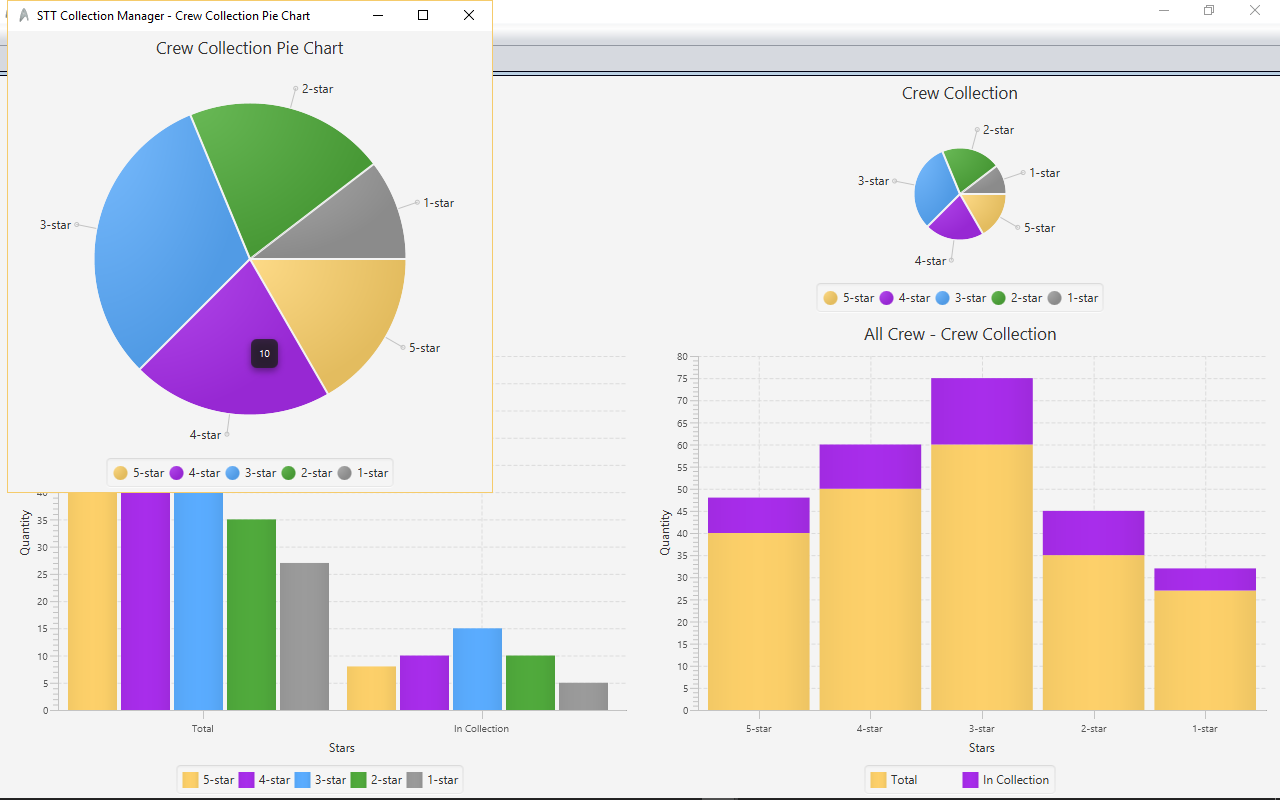 STT Collection Manager - Crew Collection Pie Chart
Crew Collection Pie Chart
2-star
1-star
3-star
5-star
4-star
10
5-star 4-star 3-star 2-star 1-star
Crew Collection
2-star
1-star
3-star
5-star
4-star
5-star 4-star 3-star 2-star 1-star
40
35
30
25
20
15
10
5
0
Quantity
Total In Collection
Stars
5-star 4-star 3-star 2-star 1-star
All Crew - Crew Collection
80
75
70
65
60
55
50
45
40
35
30
25
20
15
10
5
0
Quantity
5-star 4-star 3-star 2-star 1-star
Stars
Total In Collection